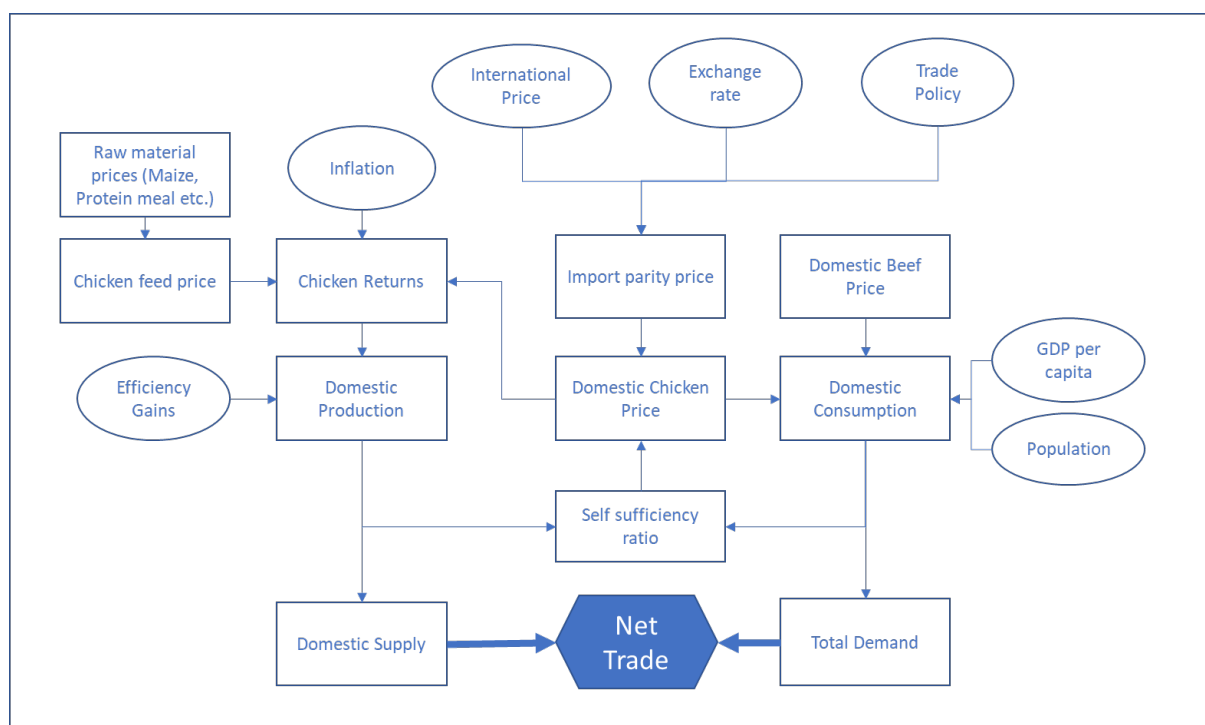 International
Price
Exchange
rate
Trade
Policy
Raw material
prices (Maize,
Protein meal etc.)
Inflation
Chicken feed price
Chicken Returns
Import parity price
Domestic Beef
Price
Efficiency
Gains
Domestic
Production
Domestic Chicken
Price
Domestic
Consumption
GDP per
capita
Population
Self sufficiency
ratio
Domestic Supply
Net
Trade
Total Demand